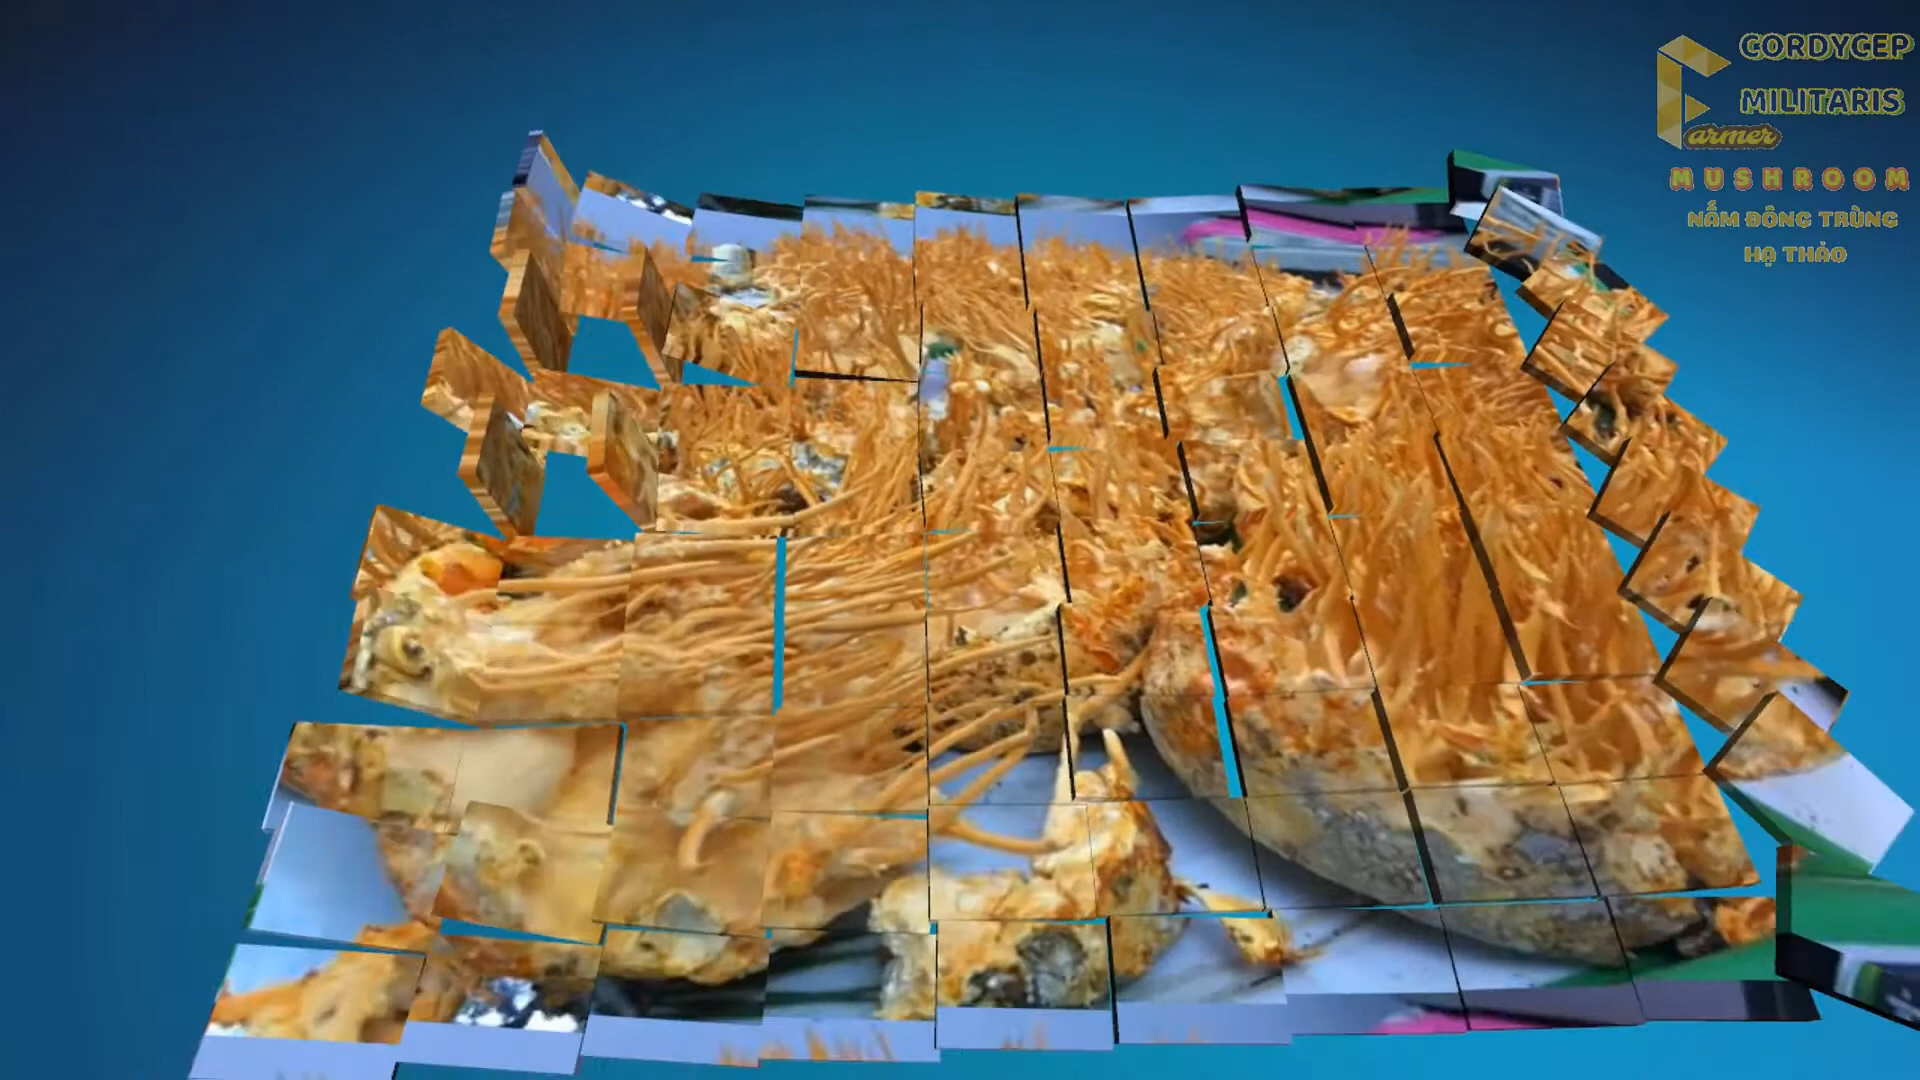 CORDYCEP
MILITARIS
armer
MUSHROOM
NẤM ĐÔNG TRÙNG
HẠ THẢO